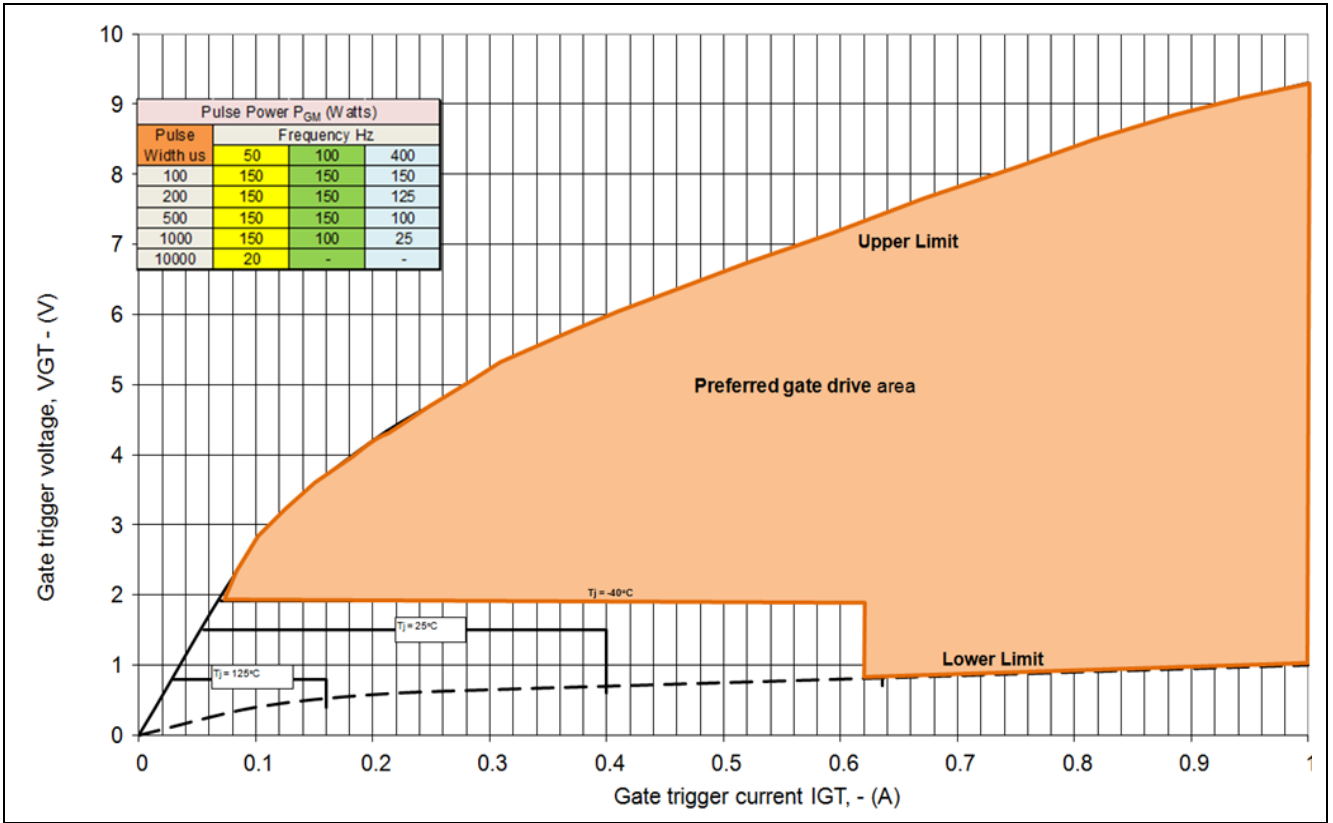 10
9
8
7
6
5
4
3
2
1
0
Gate trigger voltage, VGT - (V)
Pulse Power PGM (Watts)
Pulse Width us
Frequency Hz
50 100 400
100 150 150 150
200 150 150 125
500 150 150 100
1000 150 100 25
10000 20 - -
Upper Limit
Preferred gate drive area
Tj = -40°C
Tj = 25°C
Tj = 125°C
Lower Limit
0 0.1 0.2 0.3 0.4 0.5 0.6 0.7 0.8 0.9 1
Gate trigger current IGT, - (A)